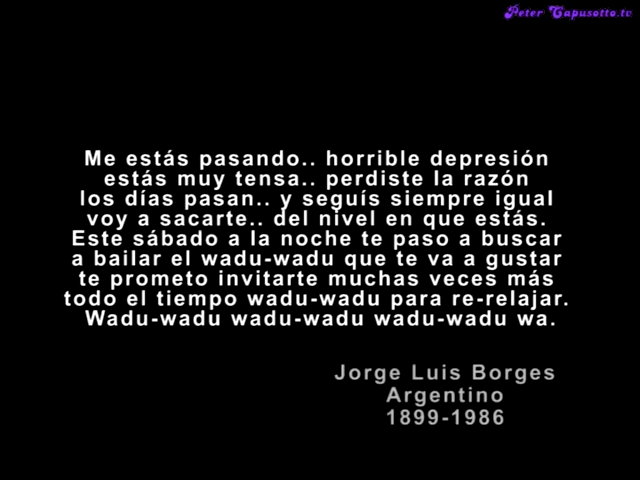 Peter Capusotto.tv
Me estás pasando.. horrible depresión
estás muy tensa.. perdiste la razón
los días pasan.. y seguís siempre igual
voy a sacarte.. del nivel en que estás.
Este sábado a la noche te paso a buscar
a bailar el wadu-wadu que te va a gustar
te prometo invitarte muchas veces más
todo el tiempo wadu-wadu para re-relajar.
Wadu-wadu wadu-wadu wadu-wadu wa.
Jorge Luis Borges
Argentino
1899-1986